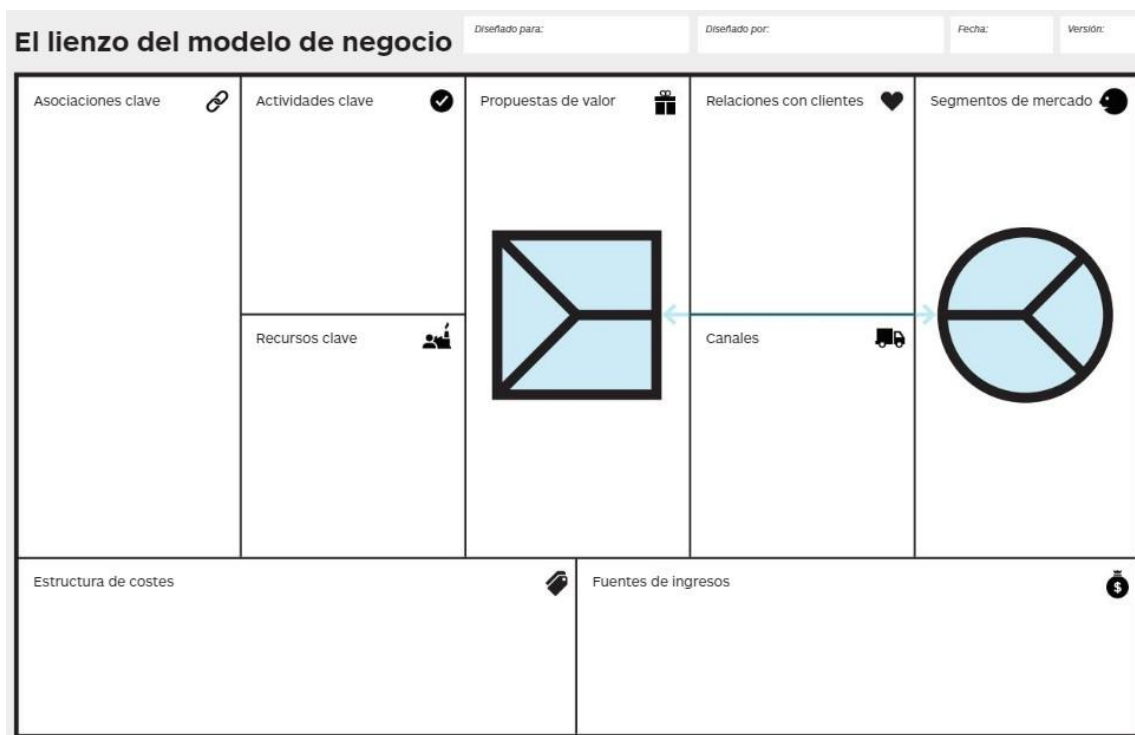 El lienzo del modelo de negocio
Diseñado para:
Diseñado por:
Fecha:
Versión:
Asociaciones clave
Actividades clave
Propuestas de valor
Relaciones con clientes
Segmentos de mercado
Recursos clave
Canales
Estructura de costes
Fuentes de ingresos
$